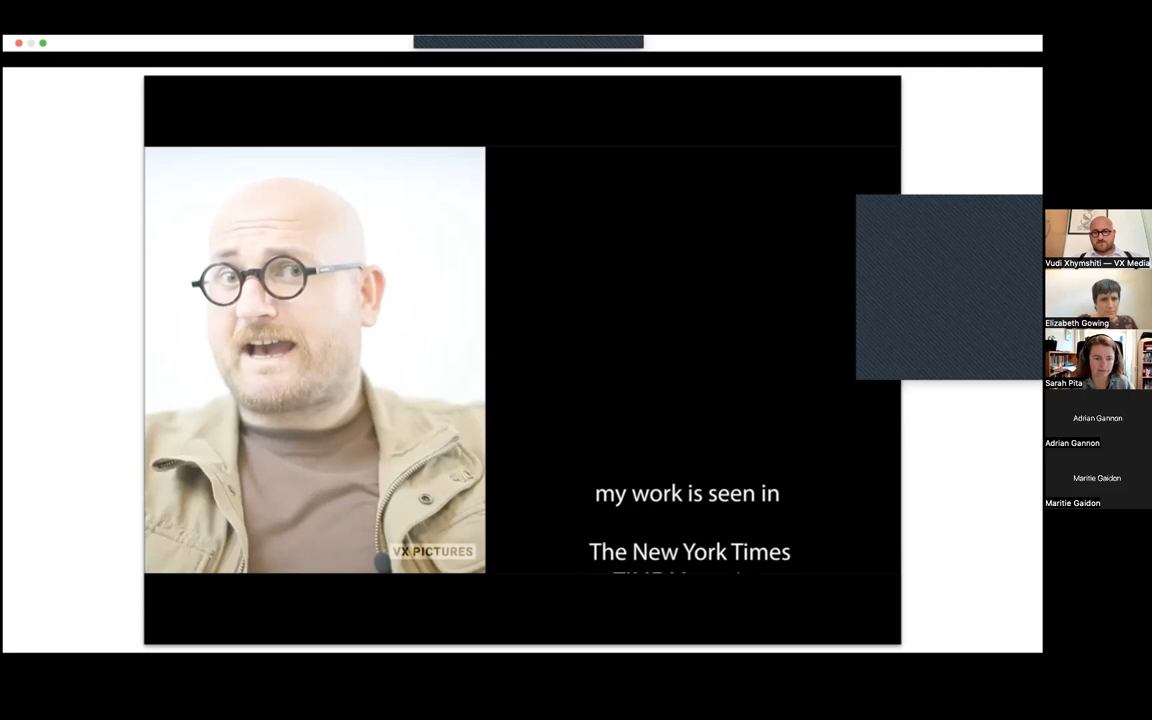 VX PICTURES
my work is seen in
The New York Times
Vudi Xhymshiti — VX Media
Elizabeth Gowing
Sarah Pita
Adrian Gannon
Adrian Gannon
Maritie Gaidon
Maritie Gaidon